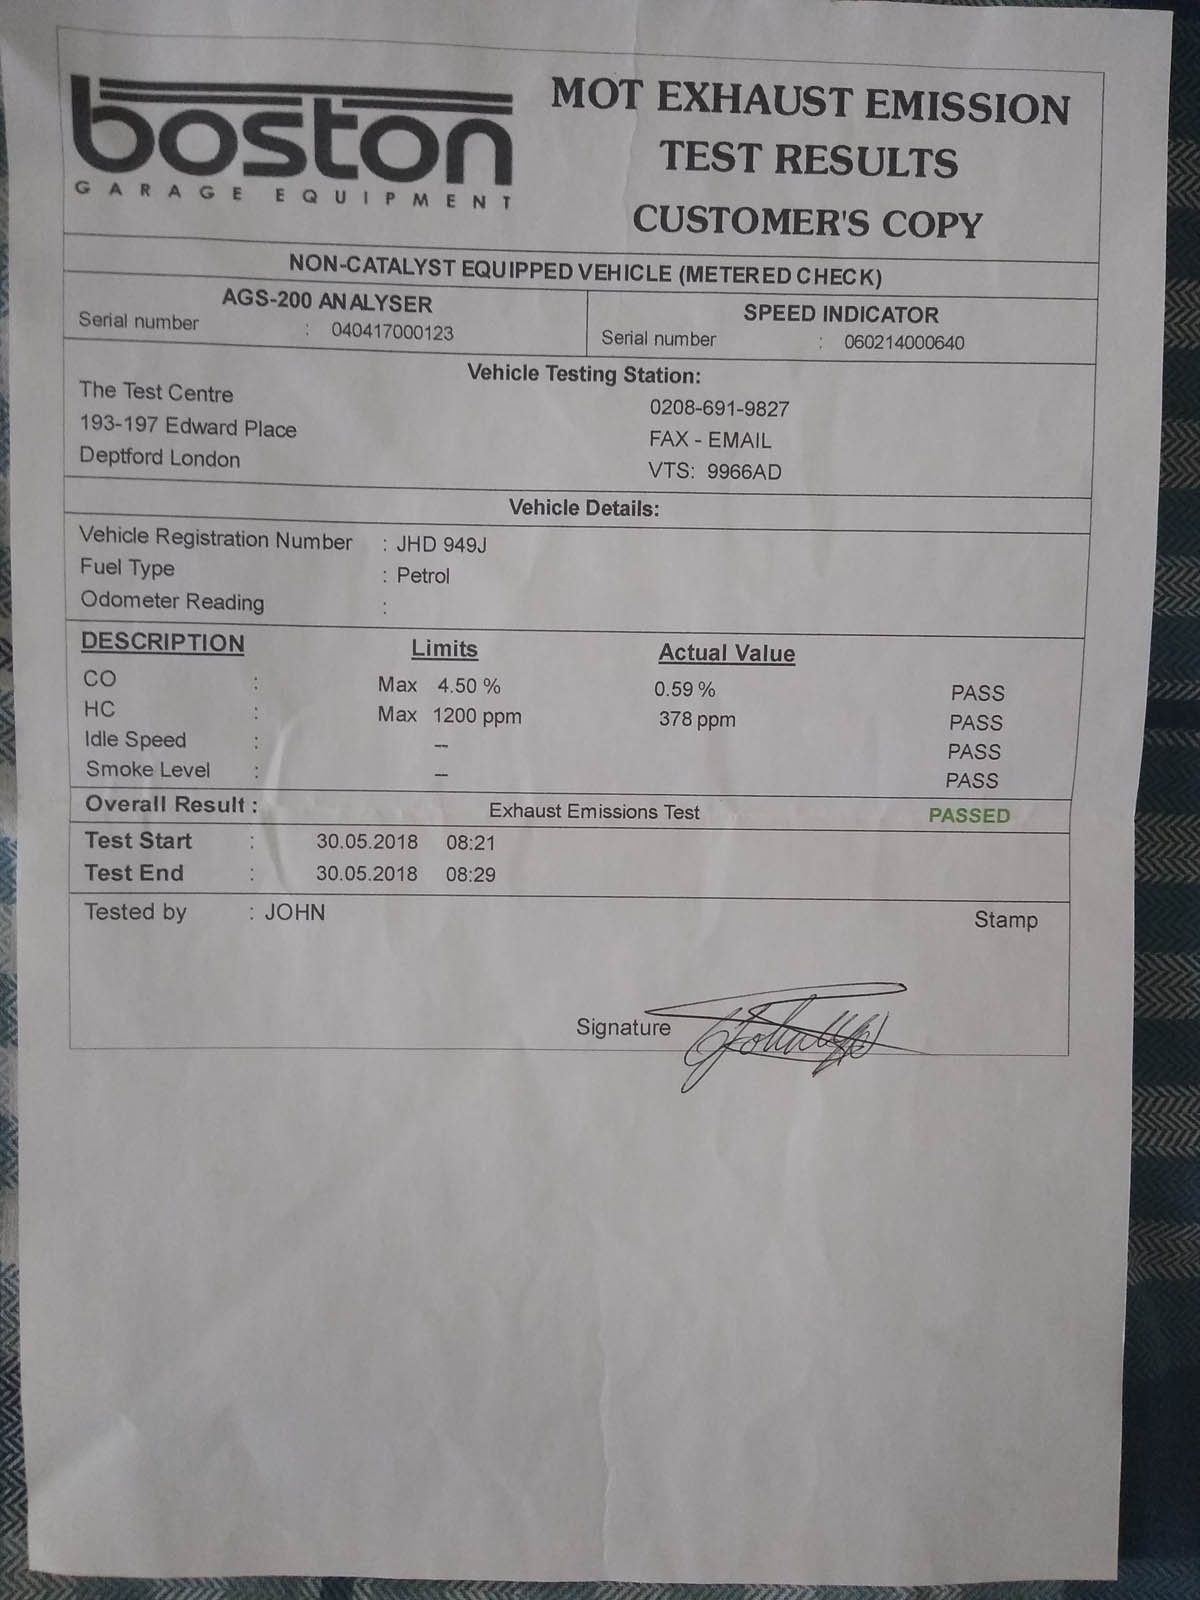 boston
GARAGE EQUIPMENT
MOT EXHAUST EMISSION
TEST RESULTS
CUSTOMER'S COPY
NON-CATALYST EQUIPPED VEHICLE (METERED CHECK)
AGS-200 ANALYSER
Serial number : 040417000123
SPEED INDICATOR
Serial number : 060214000640
Vehicle Testing Station:
The Test Centre
193-197 Edward Place
Deptford London
0208-691-9827
FAX - EMAIL
VTS: 9966AD
Vehicle Details:
Vehicle Registration Number : JHD 949J
Fuel Type : Petrol
Odometer Reading :
DESCRIPTION Limits Actual Value
CO : Max 4.50 % 0.59 % PASS
HC : Max 1200 ppm 378 ppm PASS
Idle Speed : -- PASS
Smoke Level : -- PASS
Overall Result : Exhaust Emissions Test PASSED
Test Start : 30.05.2018 08:21
Test End : 30.05.2018 08:29
Tested by : JOHN Stamp
Signature